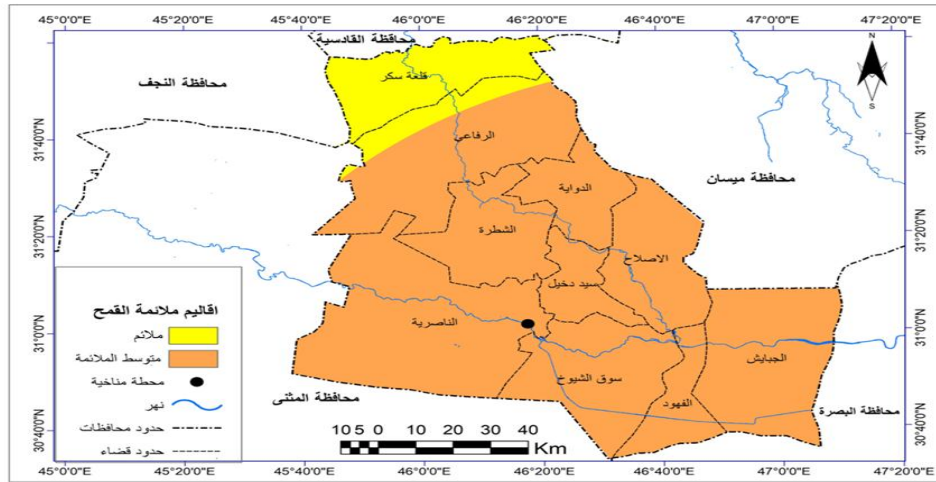 45°0'0"E 45°20'0"E 45°40'0"E 46°0'0"E 46°20'0"E 46°40'0"E 47°0'0"E 47°20'0"E
محافظة القادسية
محافظة النجف
قلعة سكر
N
S
31°40'0"N 31°40'0"N
الرفاعي
محافظة ميسان
الدواية
31°20'0"N 31°20'0"N
الشطرة
الاصلاح
سيد دخيل
اقاليم ملائمة القمح
ملائم
متوسط الملائمة
محطة مناخية
نهر
حدود محافظات
حدود قضاء
الناصرية
31°0'0"N 31°0'0"N
الجبايش
سوق الشيوخ
الفهود
محافظة المثنى
محافظة البصرة
30°40'0"N 30°40'0"N
10 5 0 10 20 30 40
Km
45°0'0"E 45°20'0"E 45°40'0"E 46°0'0"E 46°20'0"E 46°40'0"E 47°0'0"E 47°20'0"E